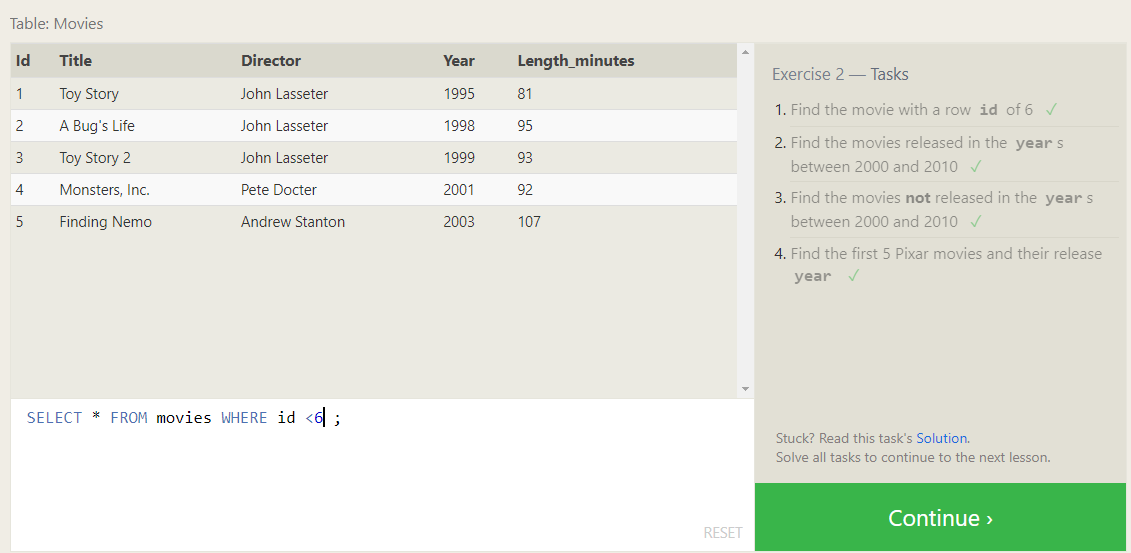 Table: Movies
Id Title Director Year Length_minutes
1 Toy Story John Lasseter 1995 81
2 A Bug's Life John Lasseter 1998 95
3 Toy Story 2 John Lasseter 1999 93
4 Monsters, Inc. Pete Docter 2001 92
5 Finding Nemo Andrew Stanton 2003 107
SELECT * FROM movies WHERE id <6 ;
RESET
Exercise 2 — Tasks
1. Find the movie with a row id of 6 ✓
2. Find the movies released in the year s
between 2000 and 2010 ✓
3. Find the movies not released in the year s
between 2000 and 2010 ✓
4. Find the first 5 Pixar movies and their release
year ✓
Stuck? Read this task's Solution.
Solve all tasks to continue to the next lesson.
Continue ›